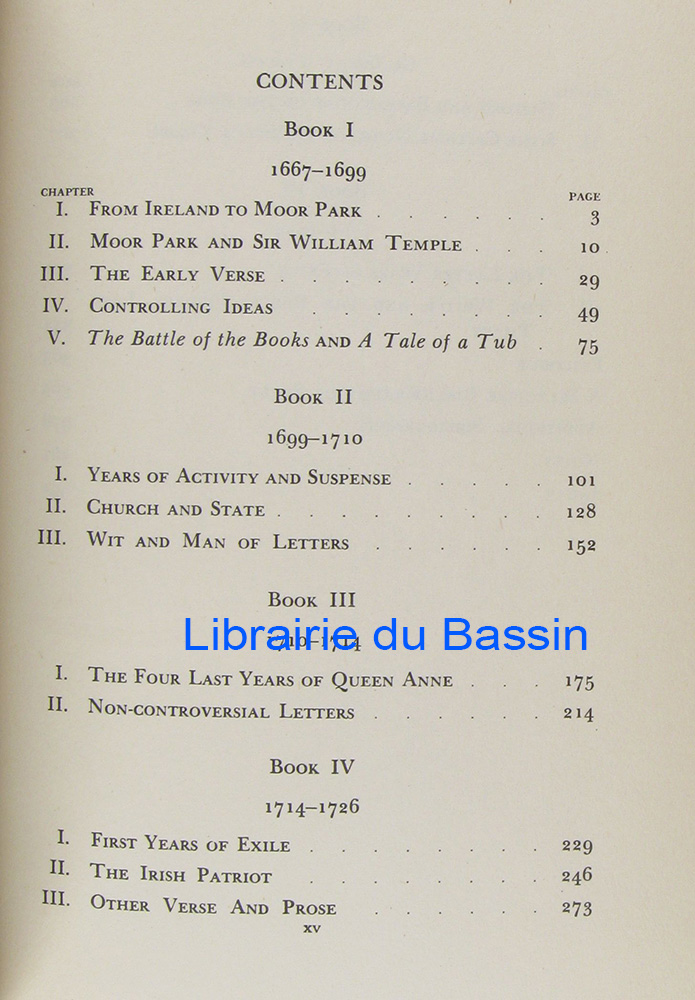 CONTENTS
Book I
1667–1699
CHAPTER PAGE
I. From Ireland to Moor Park . . . . . . 3
II. Moor Park and Sir William Temple . . . 10
III. The Early Verse . . . . . . . . . 29
IV. Controlling Ideas . . . . . . . . 49
V. The Battle of the Books and A Tale of a Tub . 75
Book II
1699–1710
I. Years of Activity and Suspense . . . . . 101
II. Church and State . . . . . . . . . 128
III. Wit and Man of Letters . . . . . . 152
Book III
Librairie du Bassin
1710–1714
I. The Four Last Years of Queen Anne . . . 175
II. Non-controversial Letters . . . . . . 214
Book IV
1714–1726
I. First Years of Exile . . . . . . . . 229
II. The Irish Patriot . . . . . . . . 246
III. Other Verse And Prose . . . . . . 273
xv